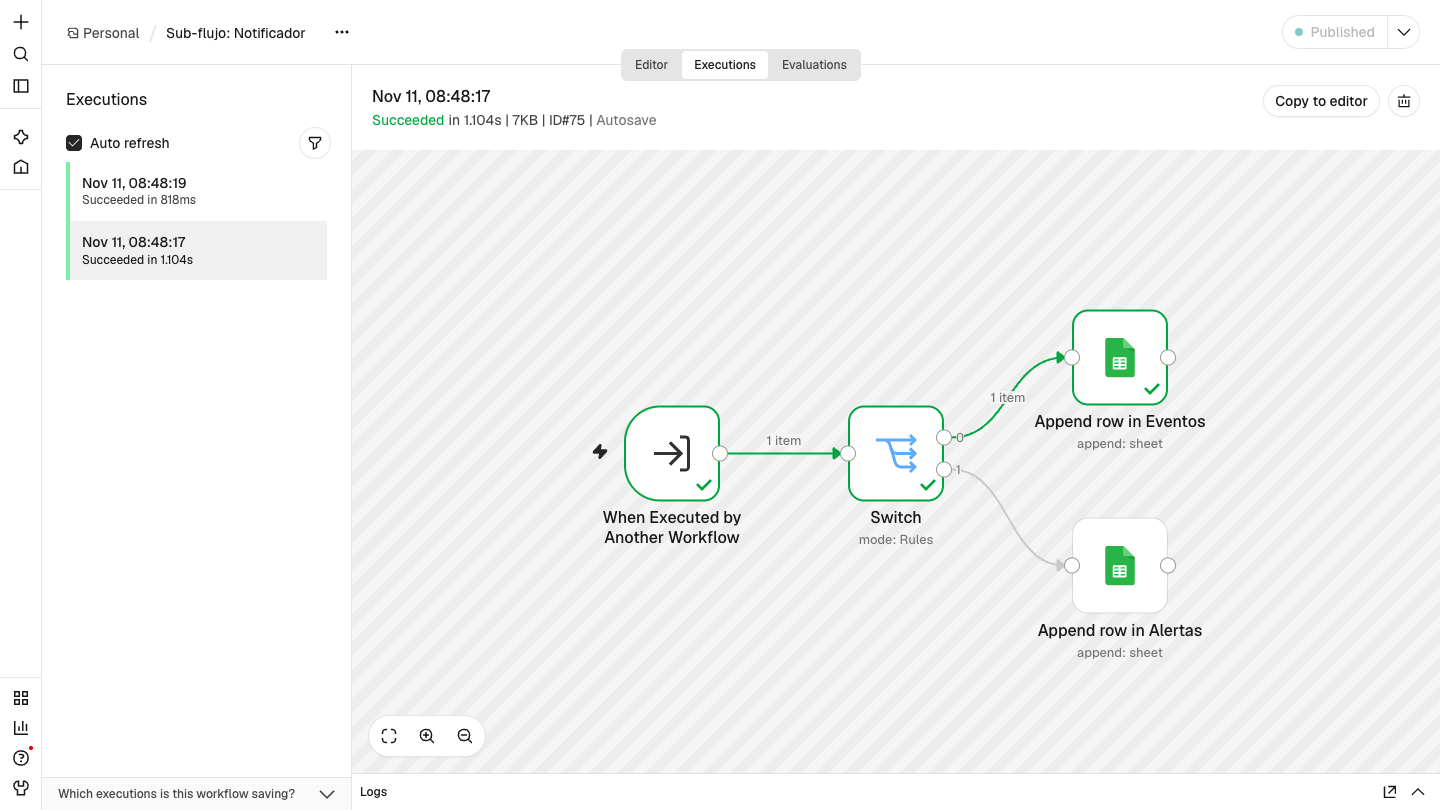 Personal / Sub-flujo: Notificador ...
Published
Editor Executions Evaluations
Executions
Auto refresh
Nov 11, 08:48:19
Succeeded in 818ms
Nov 11, 08:48:17
Succeeded in 1.104s
Which executions is this workflow saving?
Nov 11, 08:48:17
Succeeded in 1.104s | 7KB | ID#75 | Autosave
Copy to editor
1 item
When Executed by
Another Workflow
0
1
Switch
mode: Rules
1 item
Append row in Eventos
append: sheet
Append row in Alertas
append: sheet
Logs